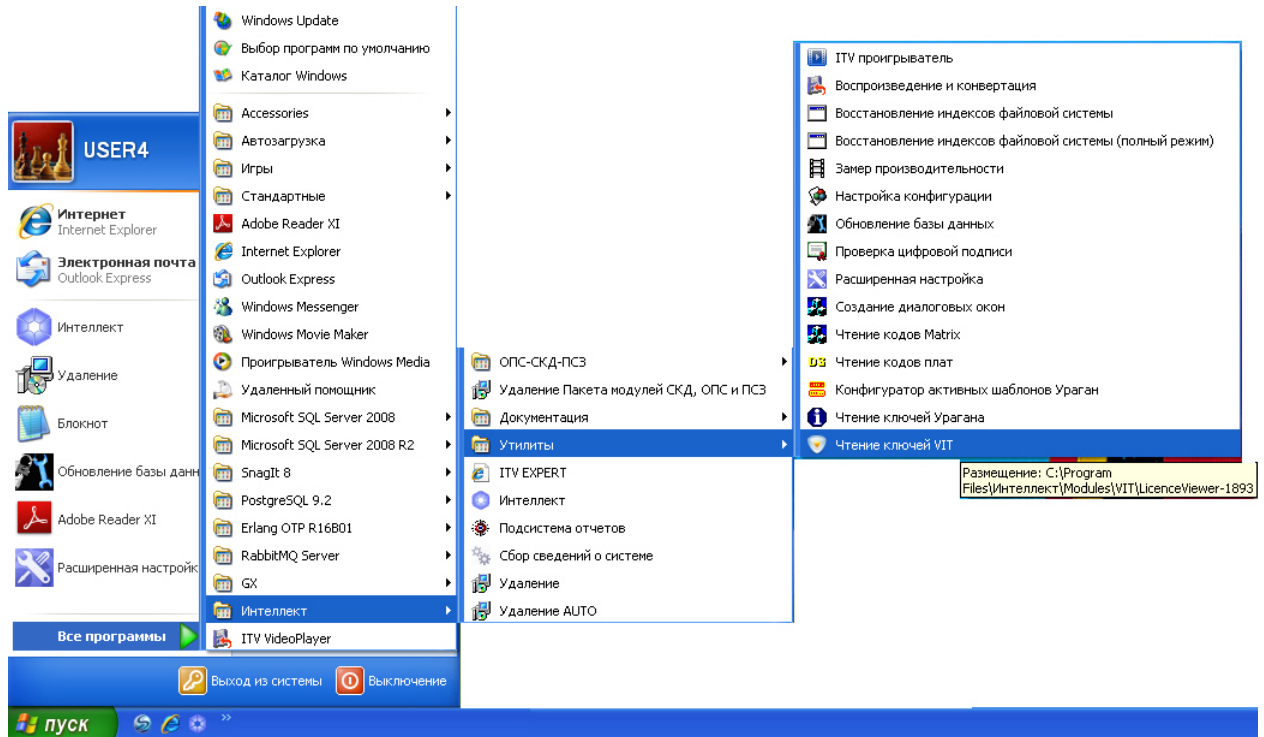 USER4
Интернет
Internet Explorer
Электронная почта
Outlook Express
Интеллект
Удаление
Блокнот
Обновление базы данн
Adobe Reader XI
Расширенная настройк
Все программы
Windows Update
Выбор программ по умолчанию
Каталог Windows
Accessories
Автозагрузка
Игры
Стандартные
Adobe Reader XI
Internet Explorer
Outlook Express
Windows Messenger
Windows Movie Maker
Проигрыватель Windows Media
Удаленный помощник
Microsoft SQL Server 2008
Microsoft SQL Server 2008 R2
SnagIt 8
PostgreSQL 9.2
Erlang OTP R16B01
RabbitMQ Server
GX
Интеллект
ITV VideoPlayer
ОПС-СКД-ПСЗ
Удаление Пакета модулей СКД, ОПС и ПСЗ
Документация
Утилиты
ITV EXPERT
Интеллект
Подсистема отчетов
Сбор сведений о системе
Удаление
Удаление AUTO
ITV проигрыватель
Воспроизведение и конвертация
Восстановление индексов файловой системы
Восстановление индексов файловой системы (полный режим)
Замер производительности
Настройка конфигурации
Обновление базы данных
Проверка цифровой подписи
Расширенная настройка
Создание диалоговых окон
Чтение кодов Matrix
Чтение кодов плат
Конфигуратор активных шаблонов Ураган
Чтение ключей Урагана
Чтение ключей VIT
Размещение: C:\Program
Files\Интеллект\Modules\VIT\LicenceViewer-1893
Выход из системы
Выключение
пуск